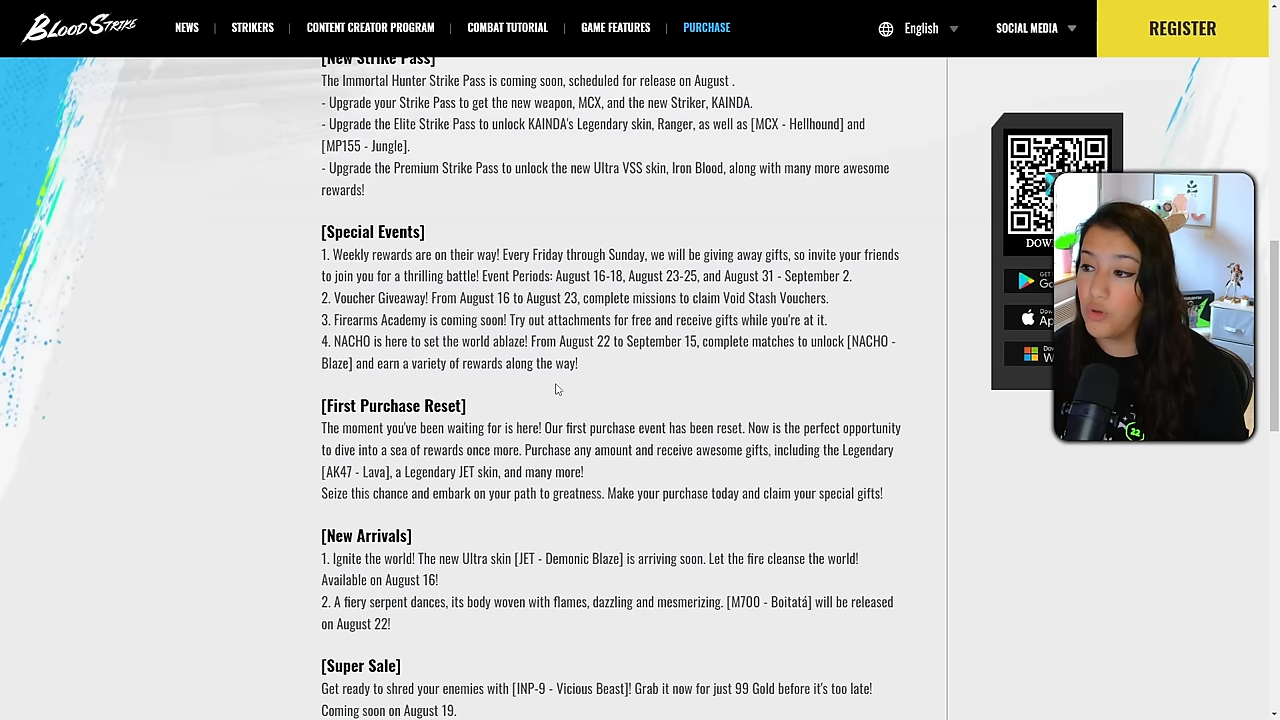 BLOOD STRIKE
NEWS
STRIKERS
CONTENT CREATOR PROGRAM
COMBAT TUTORIAL
GAME FEATURES
PURCHASE
English
SOCIAL MEDIA
REGISTER
[New Strike Pass]
The Immortal Hunter Strike Pass is coming soon, scheduled for release on August .
- Upgrade your Strike Pass to get the new weapon, MCX, and the new Striker, KAINDA.
- Upgrade the Elite Strike Pass to unlock KAINDA's Legendary skin, Ranger, as well as [MCX - Hellhound] and
[MP155 - Jungle].
- Upgrade the Premium Strike Pass to unlock the new Ultra VSS skin, Iron Blood, along with many more awesome
rewards!
[Special Events]
1. Weekly rewards are on their way! Every Friday through Sunday, we will be giving away gifts, so invite your friends
to join you for a thrilling battle! Event Periods: August 16-18, August 23-25, and August 31 - September 2.
2. Voucher Giveaway! From August 16 to August 23, complete missions to claim Void Stash Vouchers.
3. Firearms Academy is coming soon! Try out attachments for free and receive gifts while you're at it.
4. NACHO is here to set the world ablaze! From August 22 to September 15, complete matches to unlock [NACHO -
Blaze] and earn a variety of rewards along the way!
[First Purchase Reset]
The moment you've been waiting for is here! Our first purchase event has been reset. Now is the perfect opportunity
to dive into a sea of rewards once more. Purchase any amount and receive awesome gifts, including the Legendary
[AK47 - Lava], a Legendary JET skin, and many more!
Seize this chance and embark on your path to greatness. Make your purchase today and claim your special gifts!
[New Arrivals]
1. Ignite the world! The new Ultra skin [JET - Demonic Blaze] is arriving soon. Let the fire cleanse the world!
Available on August 16!
2. A fiery serpent dances, its body woven with flames, dazzling and mesmerizing. [M700 - Boitatá] will be released
on August 22!
[Super Sale]
Get ready to shred your enemies with [INP-9 - Vicious Beast]! Grab it now for just 99 Gold before it's too late!
Coming soon on August 19.
22